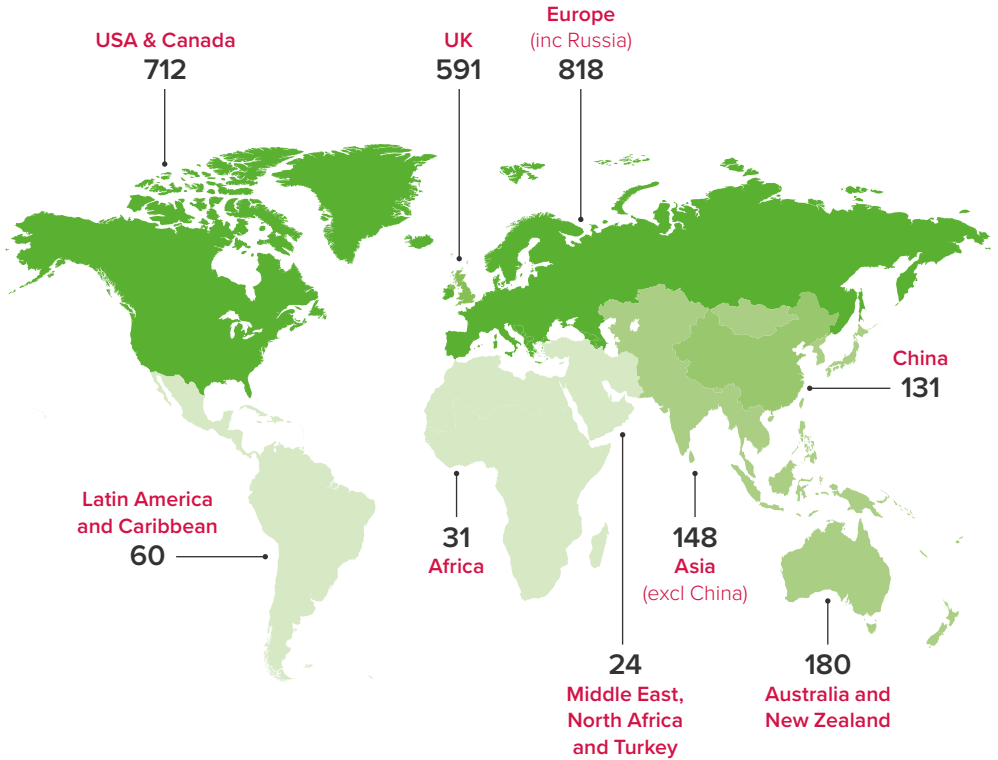 USA & Canada
712
UK
591
Europe
(inc Russia)
818
China
131
Latin America
and Caribbean
60
31
Africa
148
Asia
(excl China)
24
Middle East,
North Africa
and Turkey
180
Australia and
New Zealand